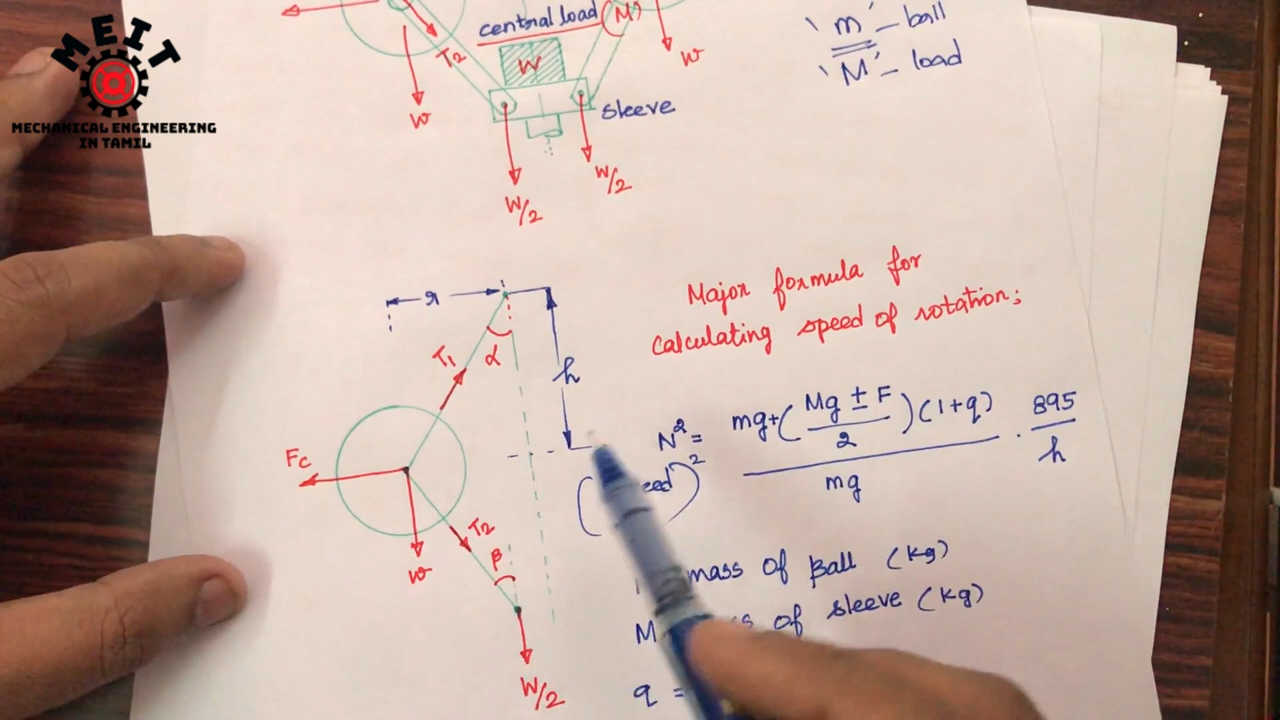 MEIT
MECHANICAL ENGINEERING
IN TAMIL
central load (M)
T2
W
w
w
sleeve
W/2
W/2
'm' - ball
'M' - load
r
h
T1
α
Fc
w
T2
β
W/2
Major formula for
calculating speed of rotation;
N² = mg+(Mg ± F/2)(1+q)/mg · 895/h
mass of Ball (kg)
M of sleeve (kg)
q =